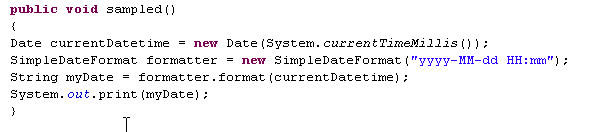 public void sampled()
{
Date currentDatetime = new Date(System.currentTimeMillis());
SimpleDateFormat formatter = new SimpleDateFormat("yyyy-MM-dd HH:mm");
String myDate = formatter.format(currentDatetime);
System.out.print(myDate);
}